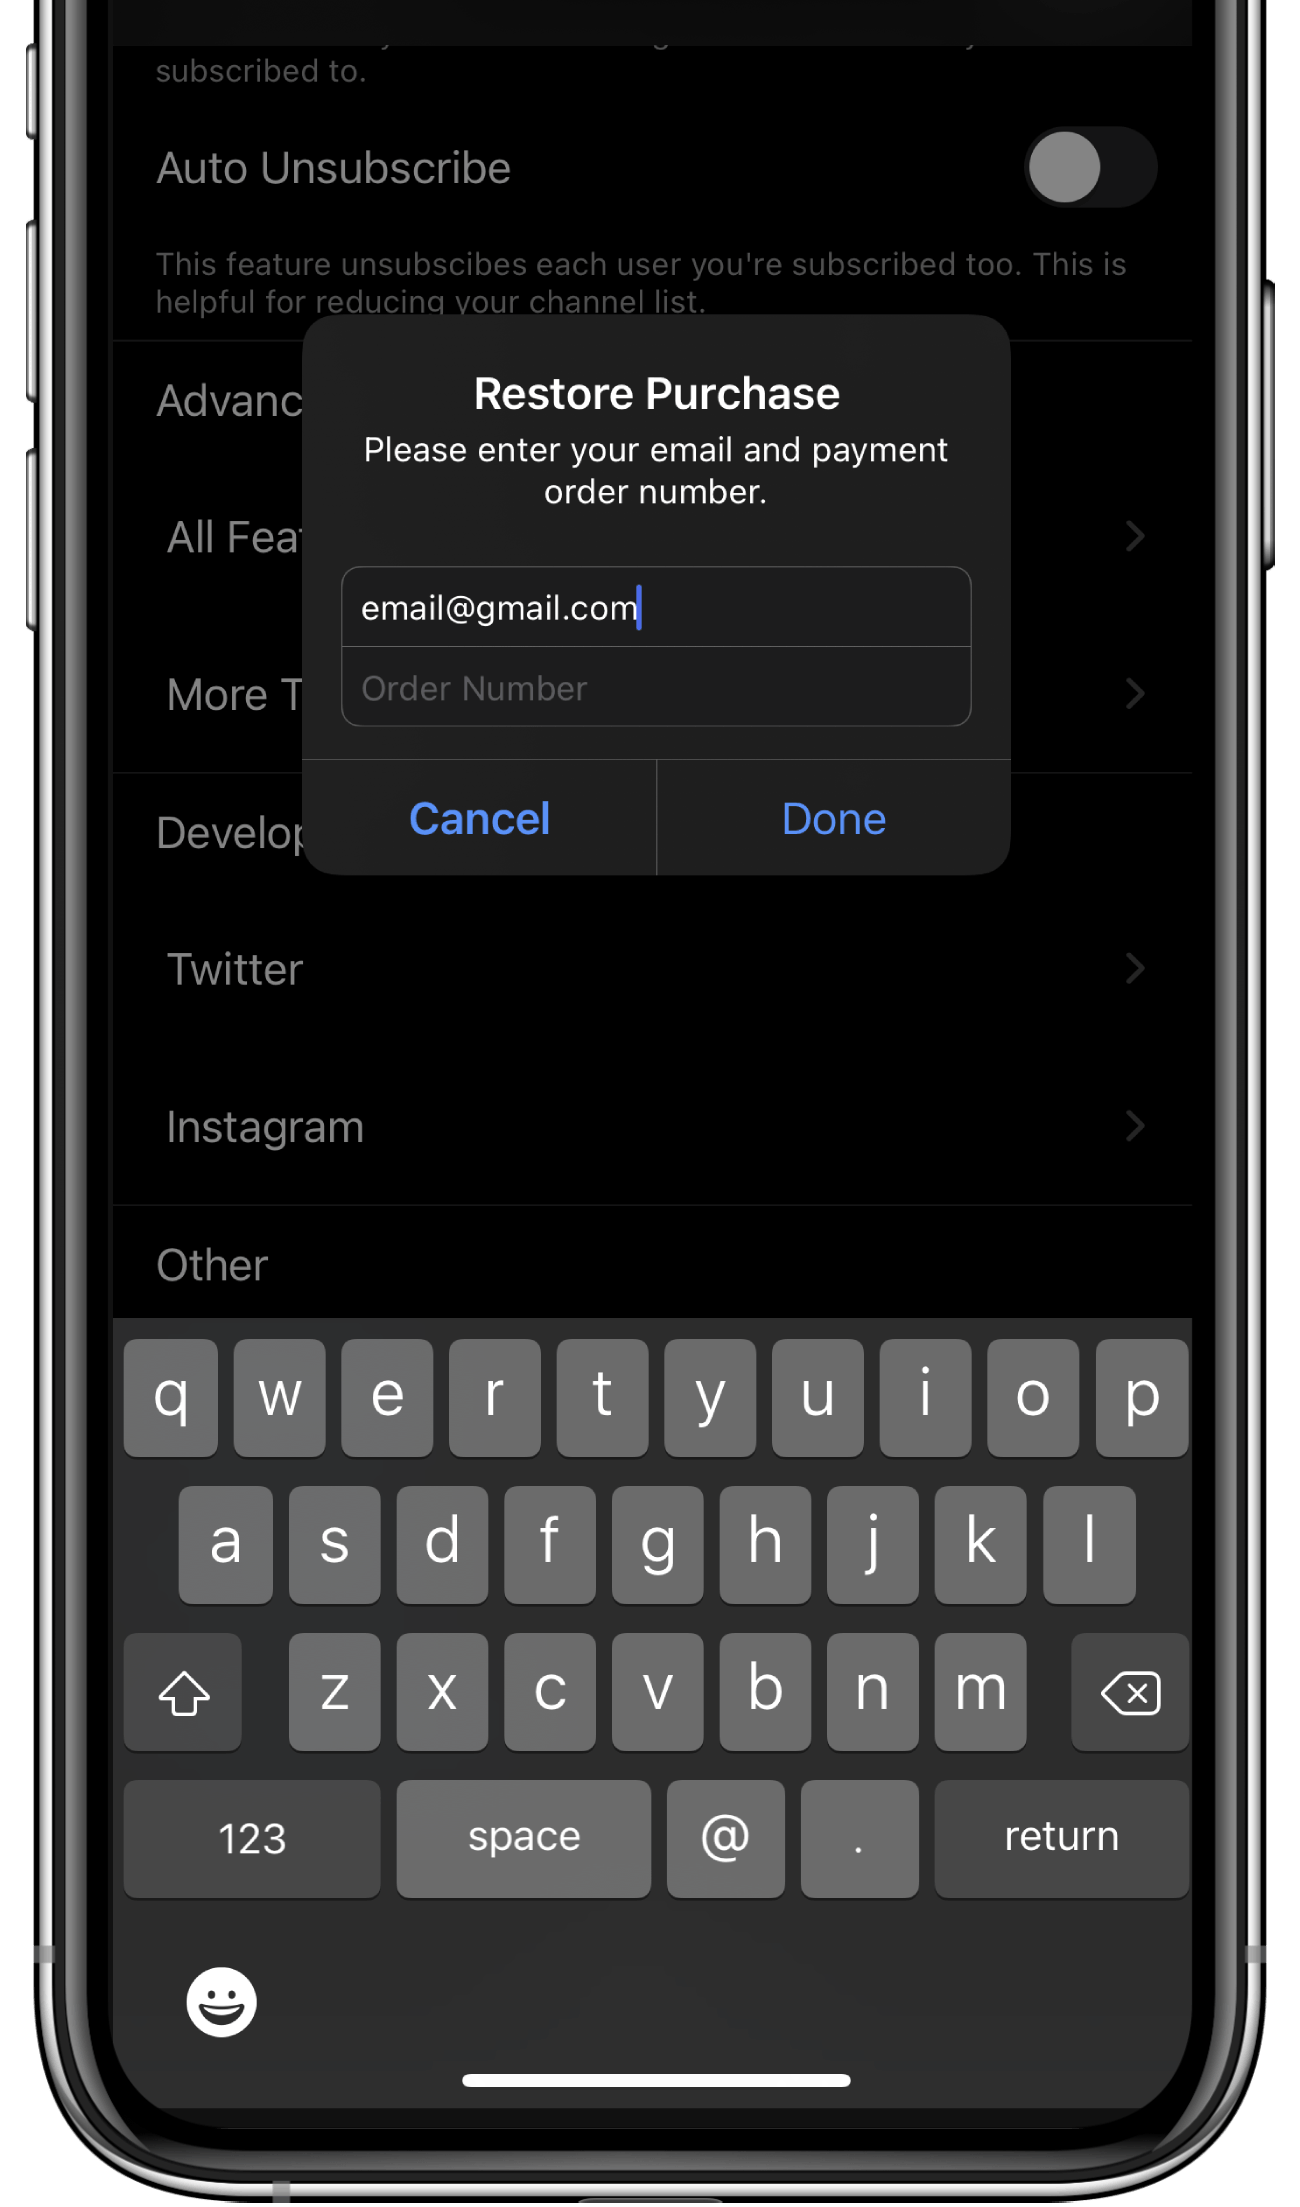 subscribed to.
Auto Unsubscribe
This feature unsubscibes each user you're subscribed too. This is
helpful for reducing your channel list.
Advanc
Restore Purchase
Please enter your email and payment
order number.
All Feat
email@gmail.com
More T
Order Number
Cancel
Done
Develop
Twitter
Instagram
Other
q w e r t y u i o p
a s d f g h j k l
z x c v b n m
123 space @ . return